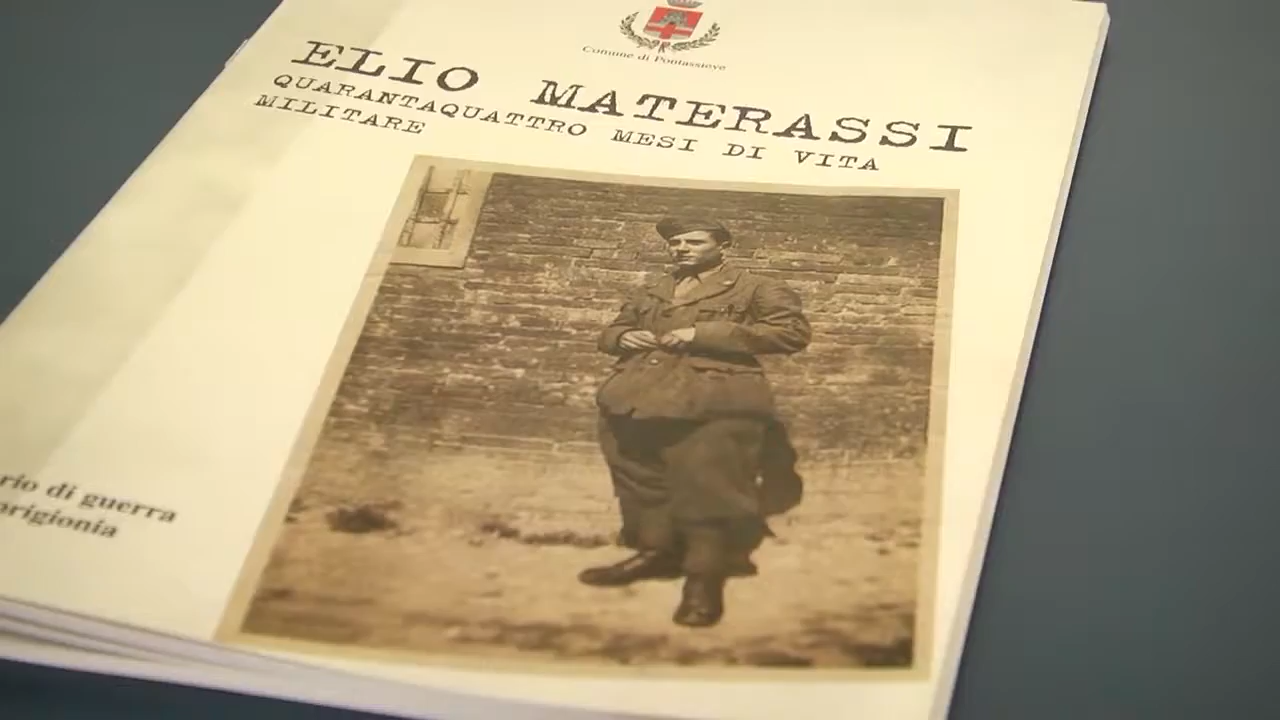 Comune di Pontassieve
ELIO MATERASSI
QUARANTAQUATTRO MESI DI VITA
MILITARE
rio di guerra
prigionia